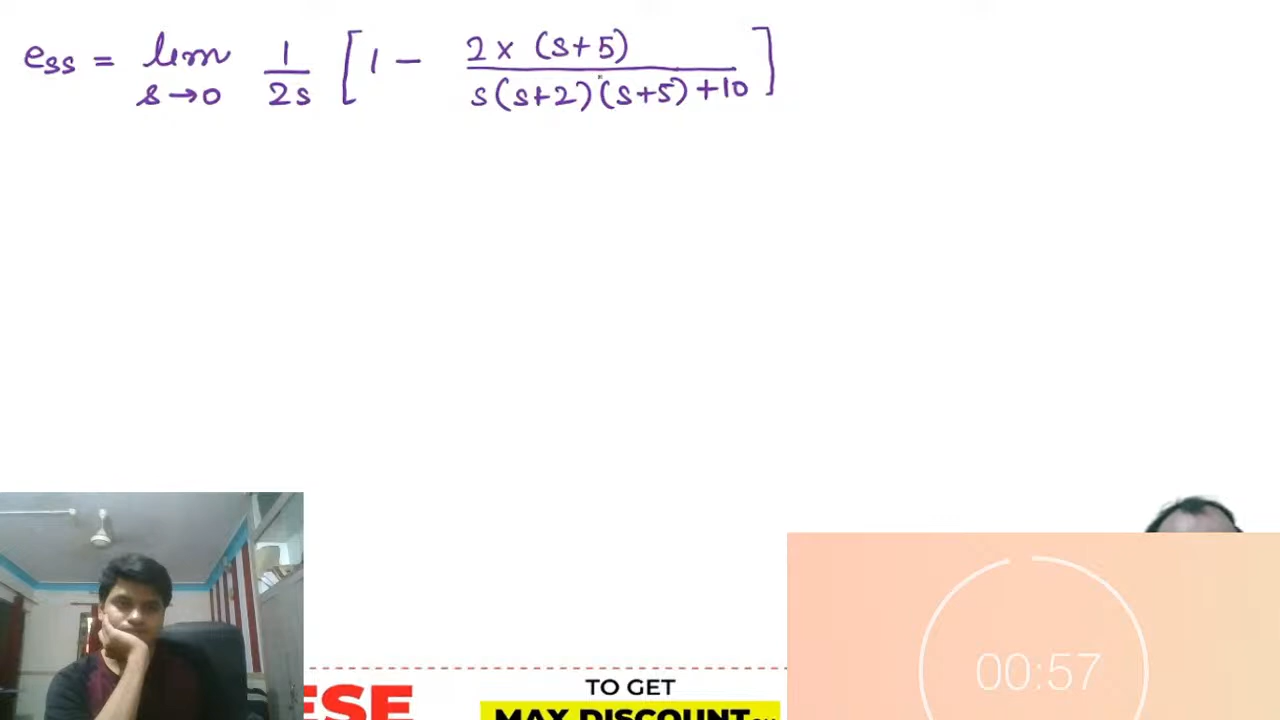 ess = lim s→0 1/2s [ 1 - 2 × (s+5) / s(s+2)(s+5)+10 ]
00:57
TO GET
ESE
MAX DISCOUNT